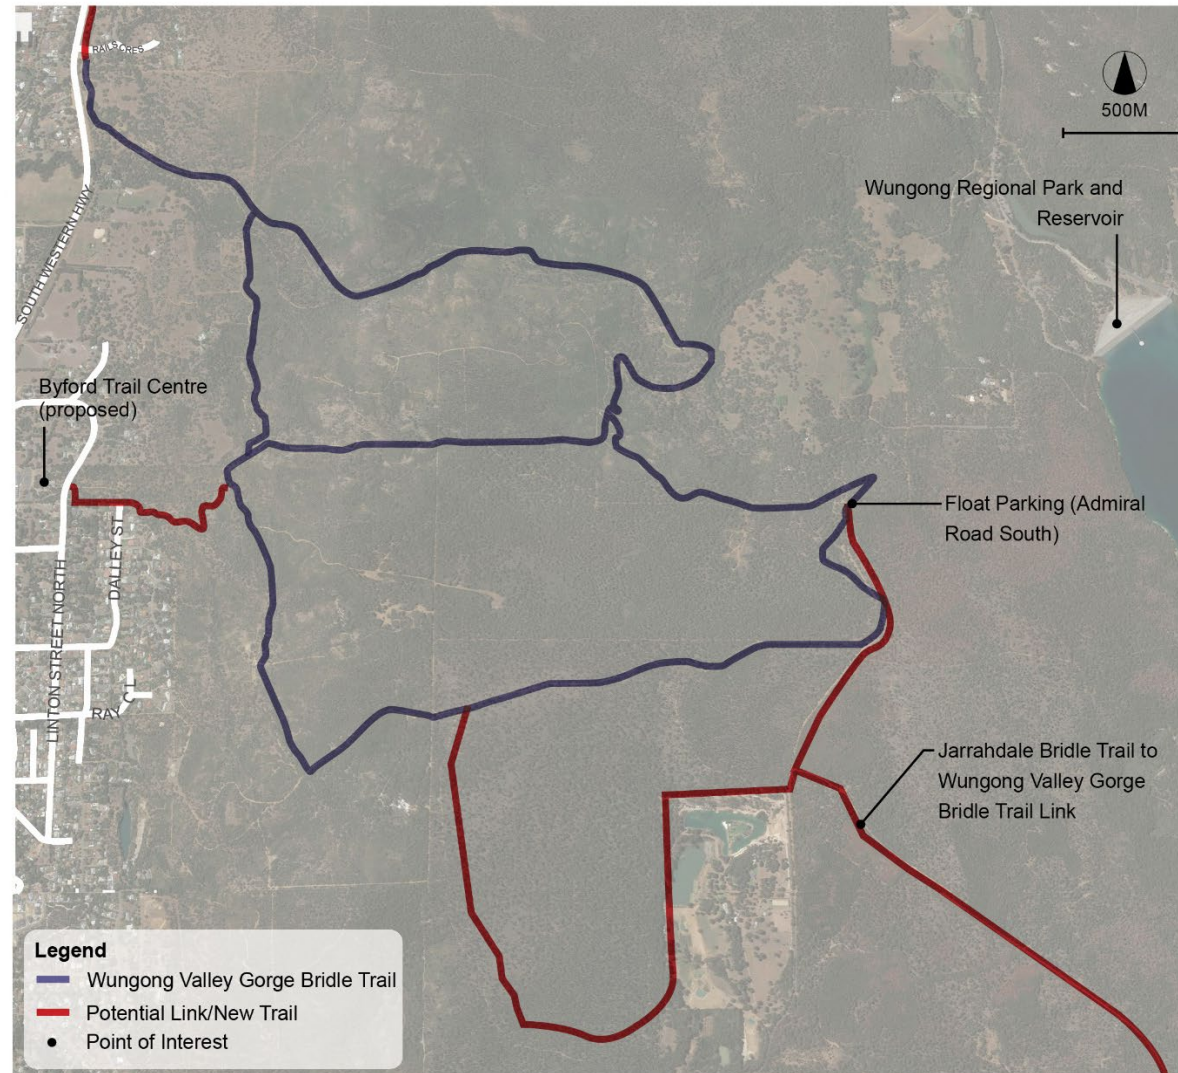 RAILS CRES
500M
Wungong Regional Park and
Reservoir
SOUTH WESTERN HWY
Byford Trail Centre
(proposed)
Float Parking (Admiral
Road South)
DALLEY ST
LINTON STREET NORTH
RAY CT
Jarrahdale Bridle Trail to
Wungong Valley Gorge
Bridle Trail Link
Legend
Wungong Valley Gorge Bridle Trail
Potential Link/New Trail
Point of Interest